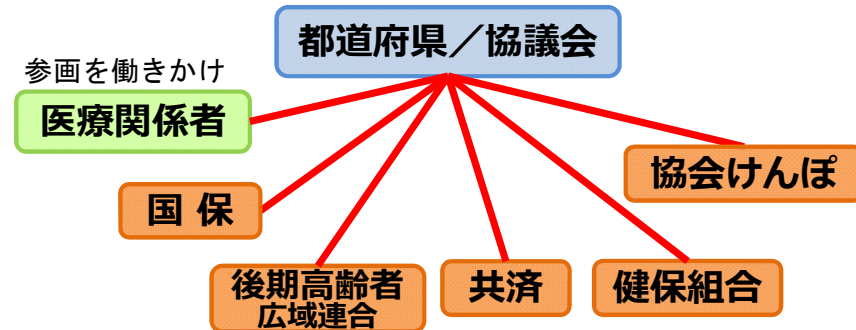 都道府県／協議会
参画を働きかけ
医療関係者
協会けんぽ
国 保
後期高齢者
広域連合
共済
健保組合